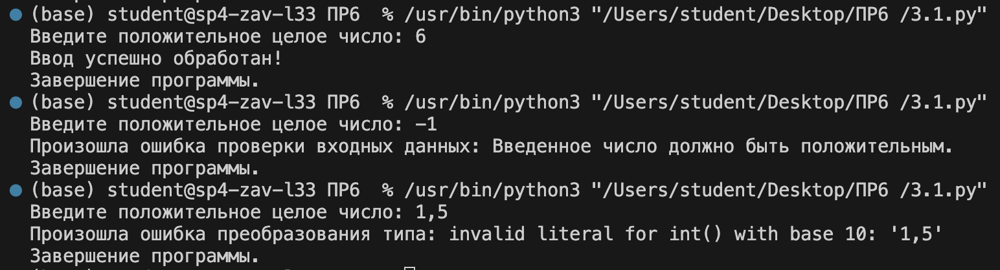 (base) student@sp4-zav-l33 ПР6  % /usr/bin/python3 "/Users/student/Desktop/ПР6 /3.1.py"
Введите положительное целое число: 6
Ввод успешно обработан!
Завершение программы.
(base) student@sp4-zav-l33 ПР6  % /usr/bin/python3 "/Users/student/Desktop/ПР6 /3.1.py"
Введите положительное целое число: -1
Произошла ошибка проверки входных данных: Введенное число должно быть положительным.
Завершение программы.
(base) student@sp4-zav-l33 ПР6  % /usr/bin/python3 "/Users/student/Desktop/ПР6 /3.1.py"
Введите положительное целое число: 1,5
Произошла ошибка преобразования типа: invalid literal for int() with base 10: '1,5'
Завершение программы.